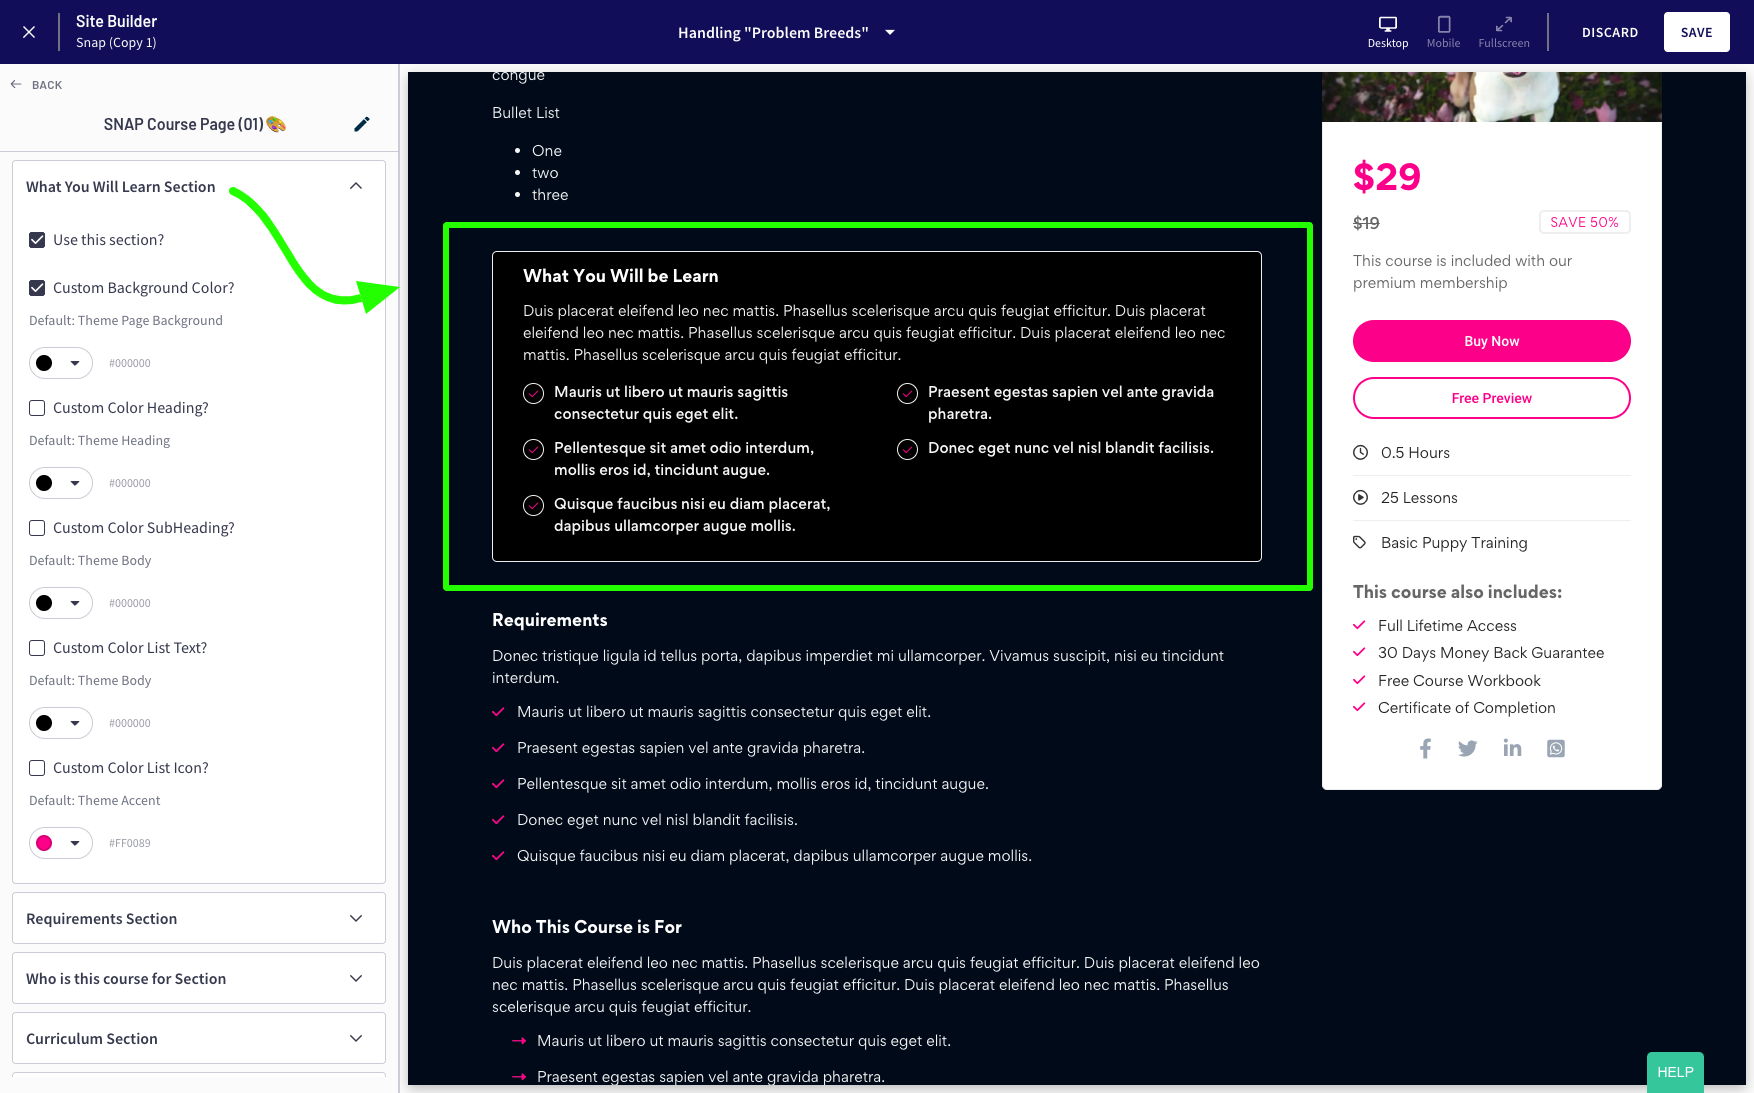 Site Builder
Snap (Copy 1)
Handling "Problem Breeds"
Desktop
Mobile
Fullscreen
DISCARD
SAVE
BACK
SNAP Course Page (01)🎨
What You Will Learn Section
Use this section?
Custom Background Color?
Default: Theme Page Background
#000000
Custom Color Heading?
Default: Theme Heading
#000000
Custom Color SubHeading?
Default: Theme Body
#000000
Custom Color List Text?
Default: Theme Body
#000000
Custom Color List Icon?
Default: Theme Accent
#FF0089
Requirements Section
Who is this course for Section
Curriculum Section
congue
Bullet List
• One
• two
• three
What You Will be Learn
Duis placerat eleifend leo nec mattis. Phasellus scelerisque arcu quis feugiat efficitur. Duis placerat
eleifend leo nec mattis. Phasellus scelerisque arcu quis feugiat efficitur. Duis placerat eleifend leo nec
mattis. Phasellus scelerisque arcu quis feugiat efficitur.
Mauris ut libero ut mauris sagittis
consectetur quis eget elit.
Praesent egestas sapien vel ante gravida
pharetra.
Pellentesque sit amet odio interdum,
mollis eros id, tincidunt augue.
Donec eget nunc vel nisl blandit facilisis.
Quisque faucibus nisi eu diam placerat,
dapibus ullamcorper augue mollis.
Requirements
Donec tristique ligula id tellus porta, dapibus imperdiet mi ullamcorper. Vivamus suscipit, nisi eu tincidunt
interdum.
Mauris ut libero ut mauris sagittis consectetur quis eget elit.
Praesent egestas sapien vel ante gravida pharetra.
Pellentesque sit amet odio interdum, mollis eros id, tincidunt augue.
Donec eget nunc vel nisl blandit facilisis.
Quisque faucibus nisi eu diam placerat, dapibus ullamcorper augue mollis.
Who This Course is For
Duis placerat eleifend leo nec mattis. Phasellus scelerisque arcu quis feugiat efficitur. Duis placerat eleifend leo
nec mattis. Phasellus scelerisque arcu quis feugiat efficitur. Duis placerat eleifend leo nec mattis. Phasellus
scelerisque arcu quis feugiat efficitur.
Mauris ut libero ut mauris sagittis consectetur quis eget elit.
Praesent egestas sapien vel ante gravida pharetra.
$29
$19
SAVE 50%
This course is included with our
premium membership
Buy Now
Free Preview
0.5 Hours
25 Lessons
Basic Puppy Training
This course also includes:
Full Lifetime Access
30 Days Money Back Guarantee
Free Course Workbook
Certificate of Completion
HELP